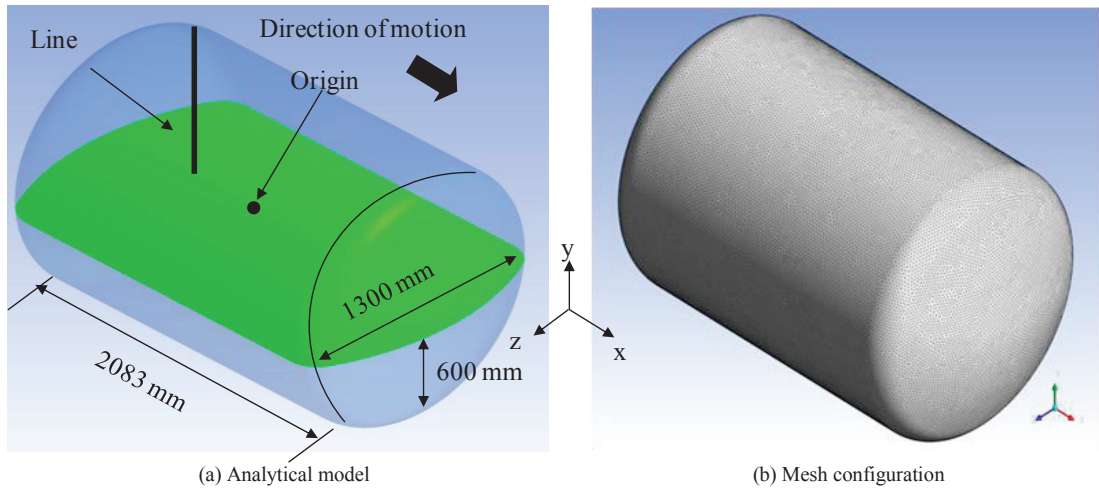 Line
Direction of motion
Origin
1300 mm
2083 mm
600 mm
y
z
x
(a) Analytical model
(b) Mesh configuration